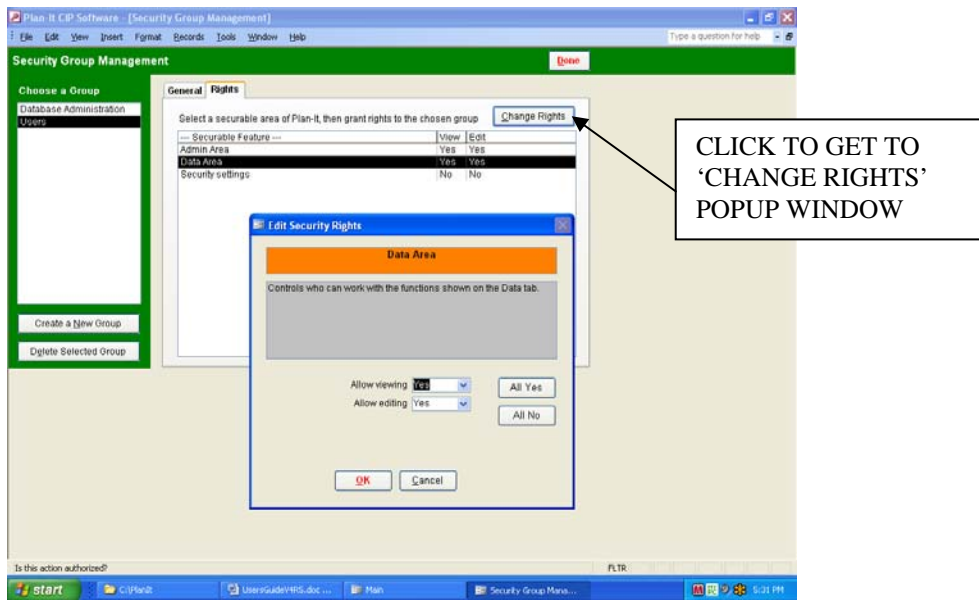 Plan-It CIP Software - [Security Group Management]
File Edit View Insert Format Records Tools Window Help
Type a question for help
Security Group Management
Done
Choose a Group
Database Administration
Users
Create a New Group
Delete Selected Group
General Rights
Select a securable area of Plan-It, then grant rights to the chosen group
Change Rights
--- Securable Feature --- View Edit
Admin Area Yes Yes
Data Area Yes Yes
Security settings No No
CLICK TO GET TO
‘CHANGE RIGHTS’
POPUP WINDOW
Edit Security Rights
Data Area
Controls who can work with the functions shown on the Data tab.
Allow viewing Yes
All Yes
Allow editing Yes
All No
OK Cancel
Is this action authorized?
FLTR
start C:\PlanIt UsersGuideV4RS.doc ... Main Security Group Mana... 5:31 PM